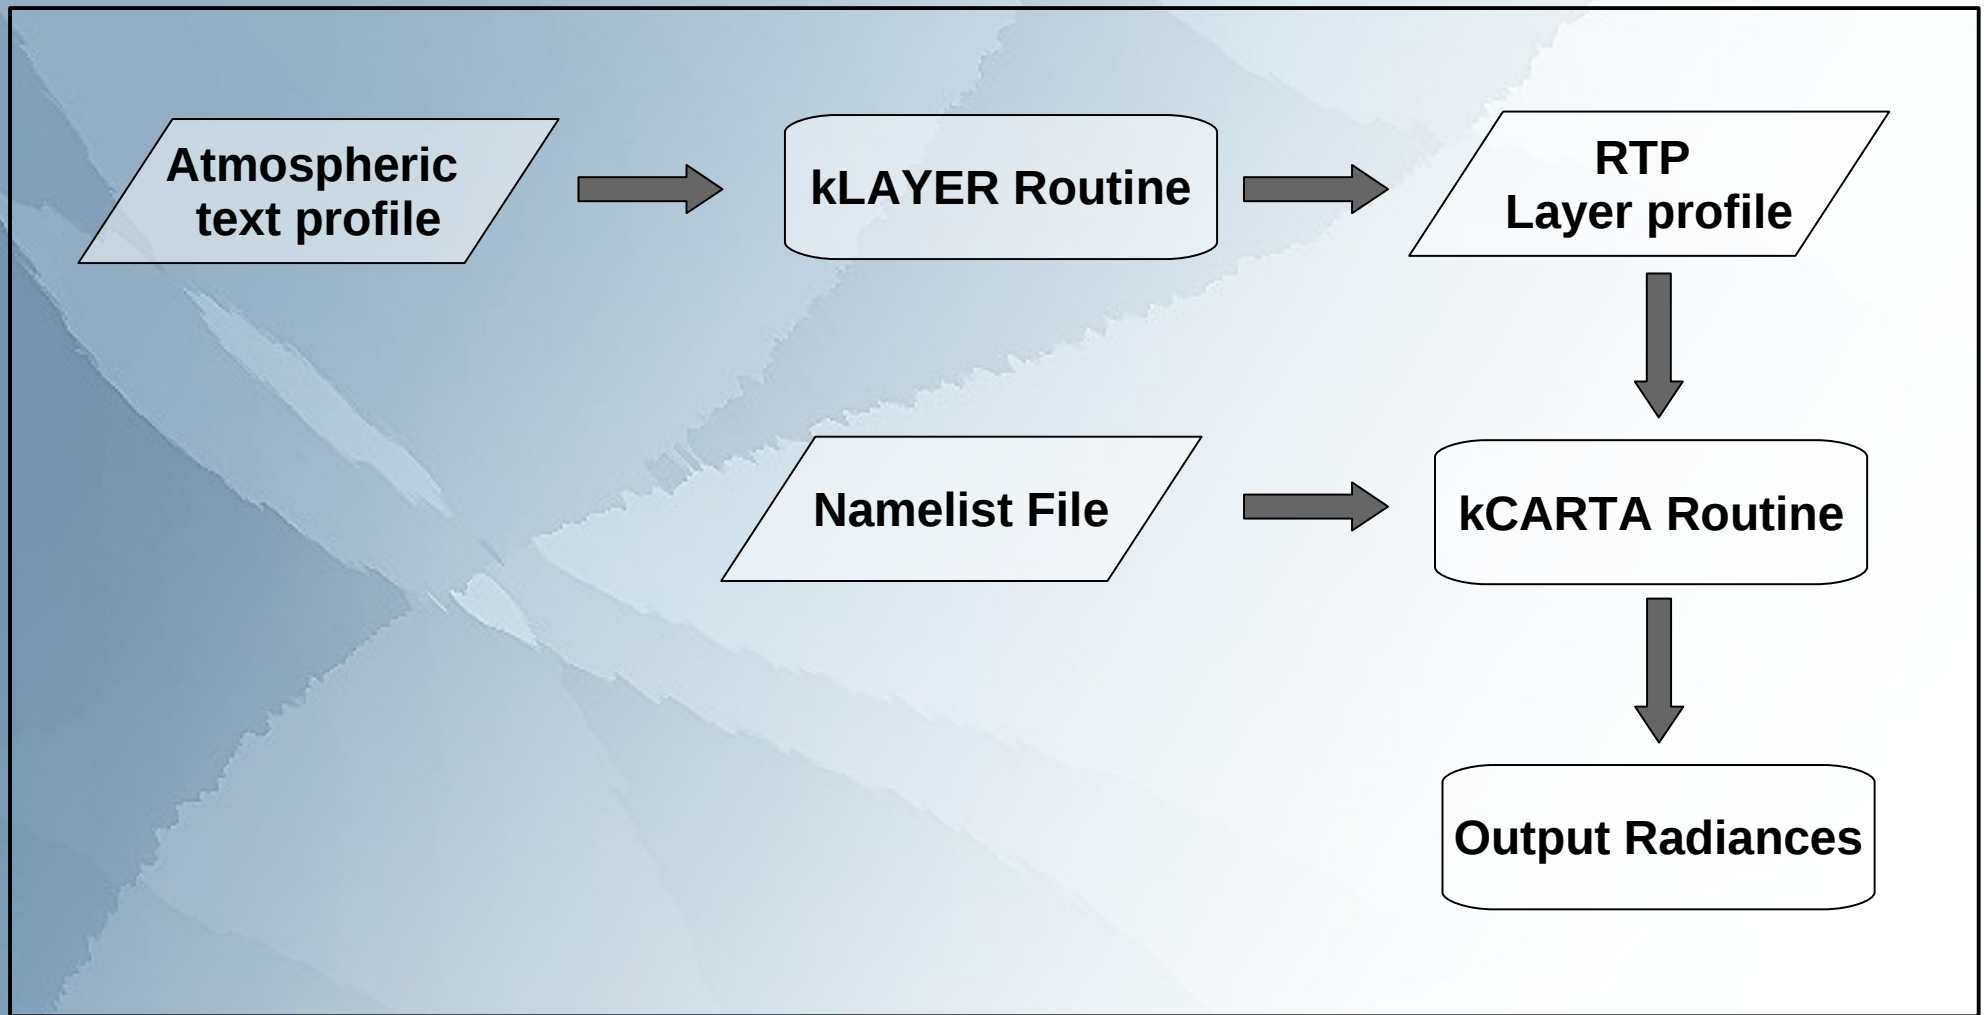 Atmospheric
text profile
kLAYER Routine
RTP
Layer profile
Namelist File
kCARTA Routine
Output Radiances